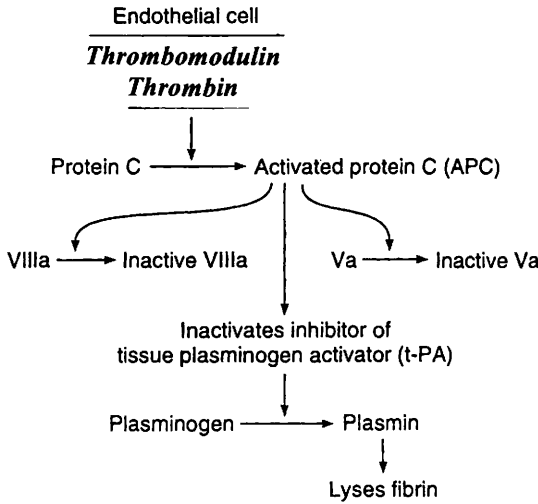 Endothelial cell
Thrombomodulin
Thrombin
Protein C → Activated protein C (APC)
VIIIa → Inactive VIIIa
Va → Inactive Va
Inactivates inhibitor of
tissue plasminogen activator (t-PA)
Plasminogen → Plasmin
Lyses fibrin